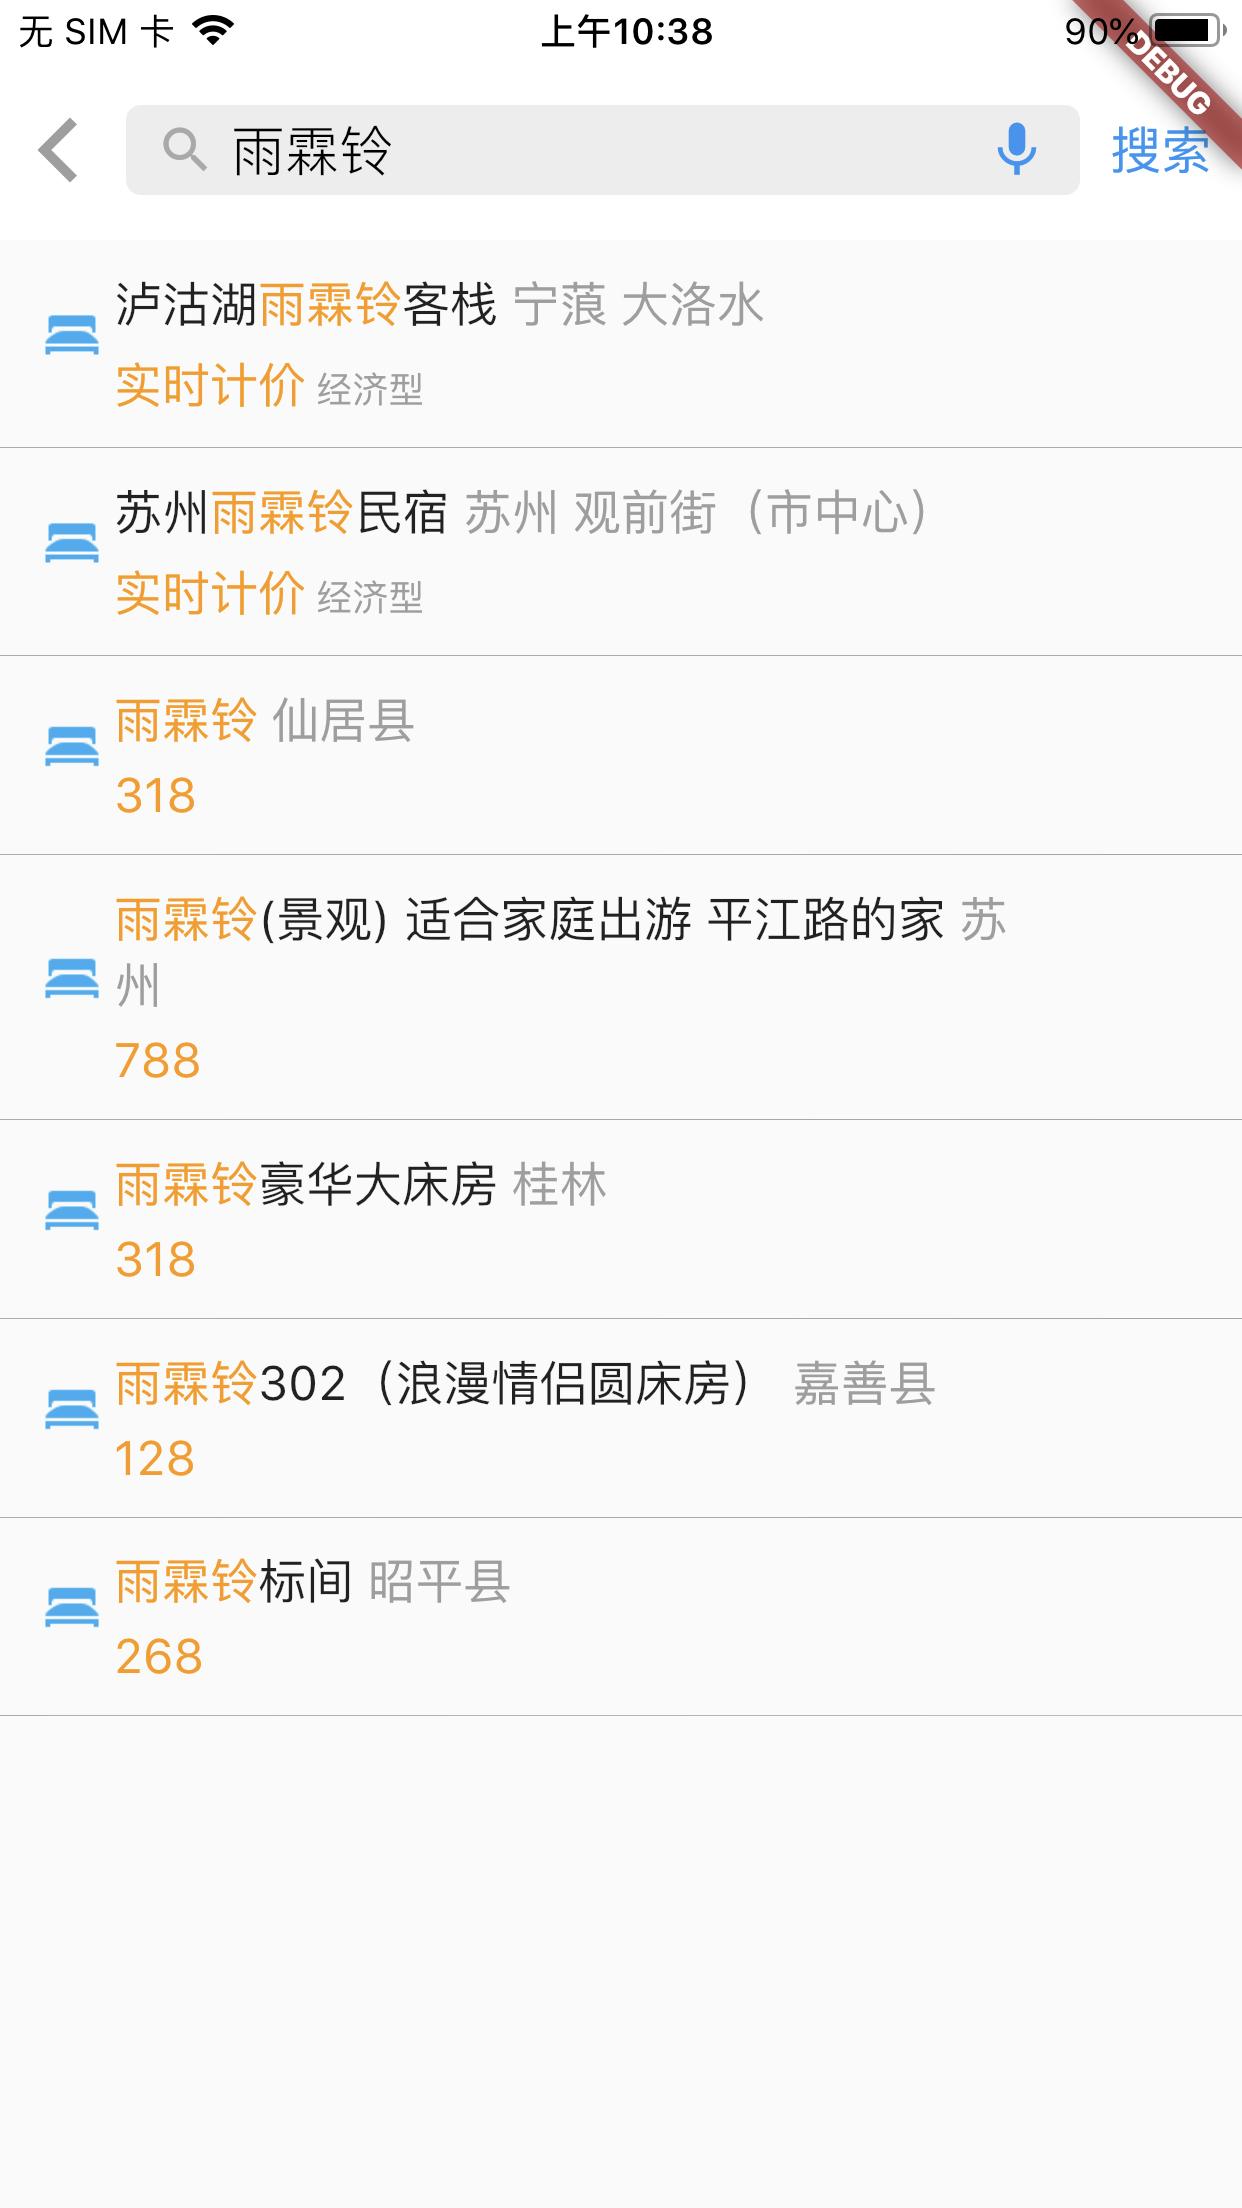 无 SIM 卡 上午10:38 90%
DEBUG
雨霖铃 搜索
泸沽湖雨霖铃客栈 宁蒗 大洛水
实时计价 经济型
苏州雨霖铃民宿 苏州 观前街（市中心）
实时计价 经济型
雨霖铃 仙居县
318
雨霖铃(景观) 适合家庭出游 平江路的家 苏
州
788
雨霖铃豪华大床房 桂林
318
雨霖铃302（浪漫情侣圆床房） 嘉善县
128
雨霖铃标间 昭平县
268